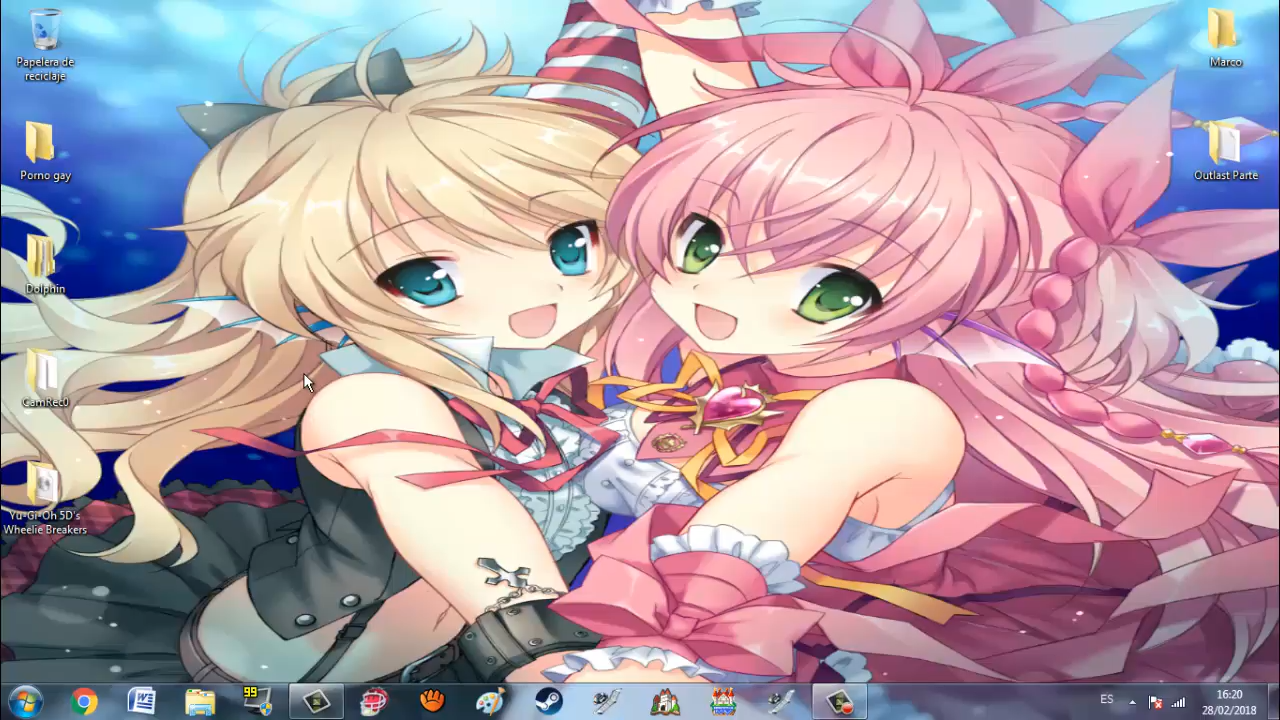 Papelera de
reciclaje
Porno gay
Dolphin
CamRec0
Yu-Gi-Oh 5D's
Wheelie Breakers
Marco
Outlast Parte
99
ES
16:20
28/02/2018